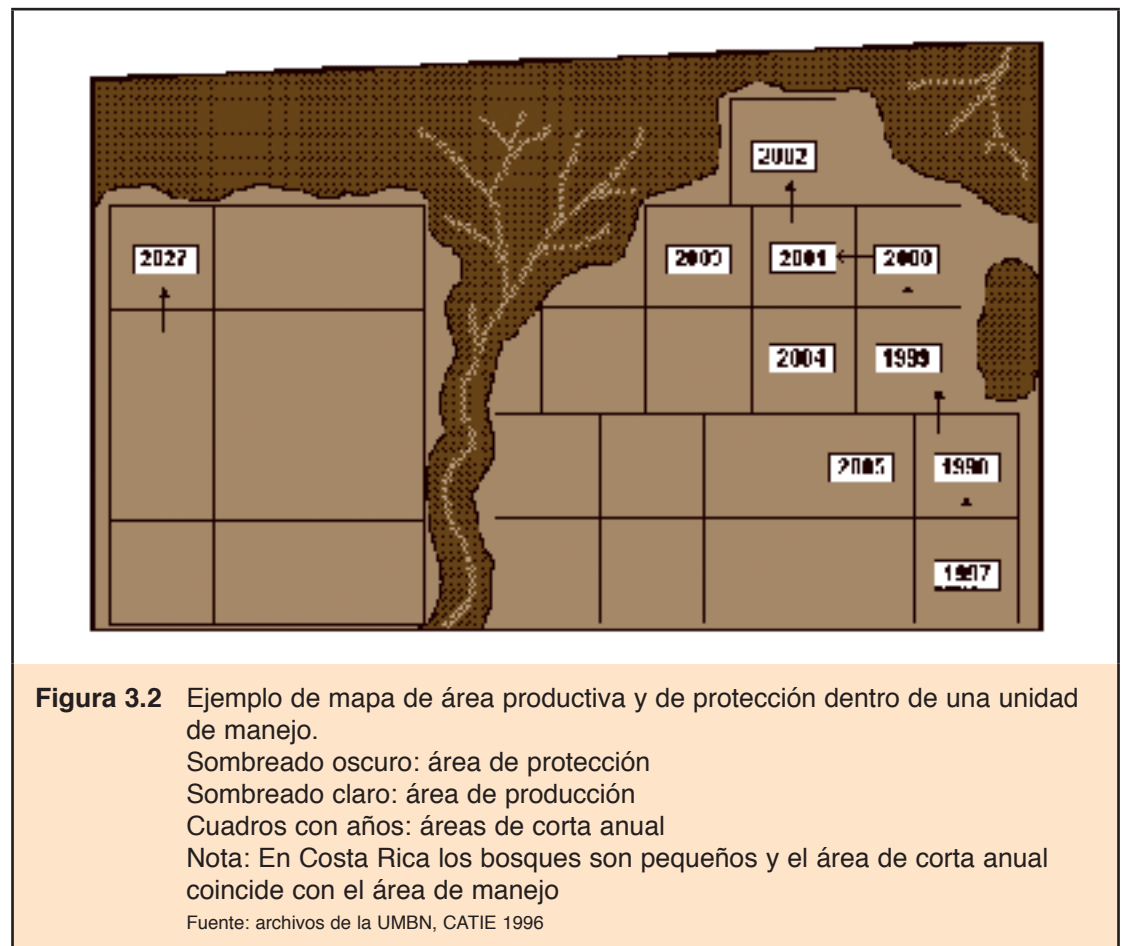 2002
2027
2001
2000
2004
1999
2005
1990
1997
Figura 3.2 Ejemplo de mapa de área productiva y de protección dentro de una unidad
de manejo.
Sombreado oscuro: área de protección
Sombreado claro: área de producción
Cuadros con años: áreas de corta anual
Nota: En Costa Rica los bosques son pequeños y el área de corta anual
coincide con el área de manejo
Fuente: archivos de la UMBN, CATIE 1996